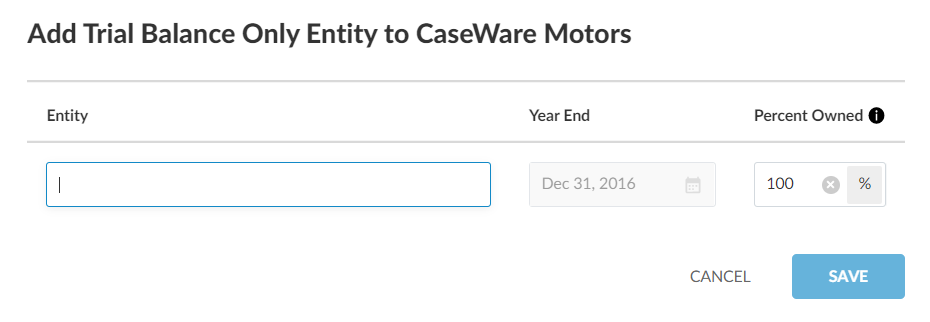 Add Trial Balance Only Entity to CaseWare Motors
Entity Year End Percent Owned i
Dec 31, 2016 100 %
CANCEL SAVE